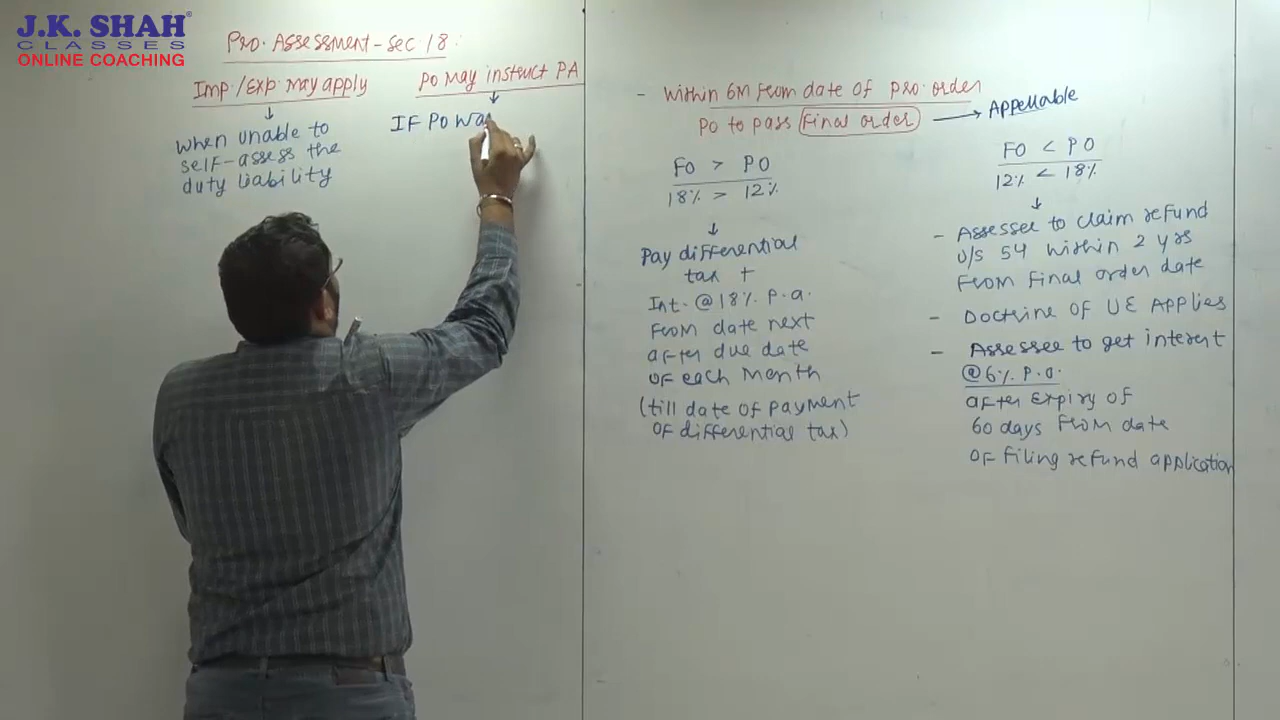 J.K. SHAH®
CLASSES
ONLINE COACHING
Pro. Assessment - Sec 18:
Imp./Exp may apply
When unable to
self-assess the
duty liability
PO may instruct PA
IF PO wa
- Within 6M from date of pro. order
PO to pass Final order → Appellable
FO > PO
18% > 12%
Pay differential
tax +
Int. @ 18% p.a.
From date next
after due date
of each Month
(till date of payment
of differential tax)
FO < PO
12% < 18%
- Assessee to claim refund
u/s 54 within 2 yrs
From Final order date
- Doctrine of UE Applies
- Assessee to get interest
@6% p.a.
after expiry of
60 days From date
of Filing refund application